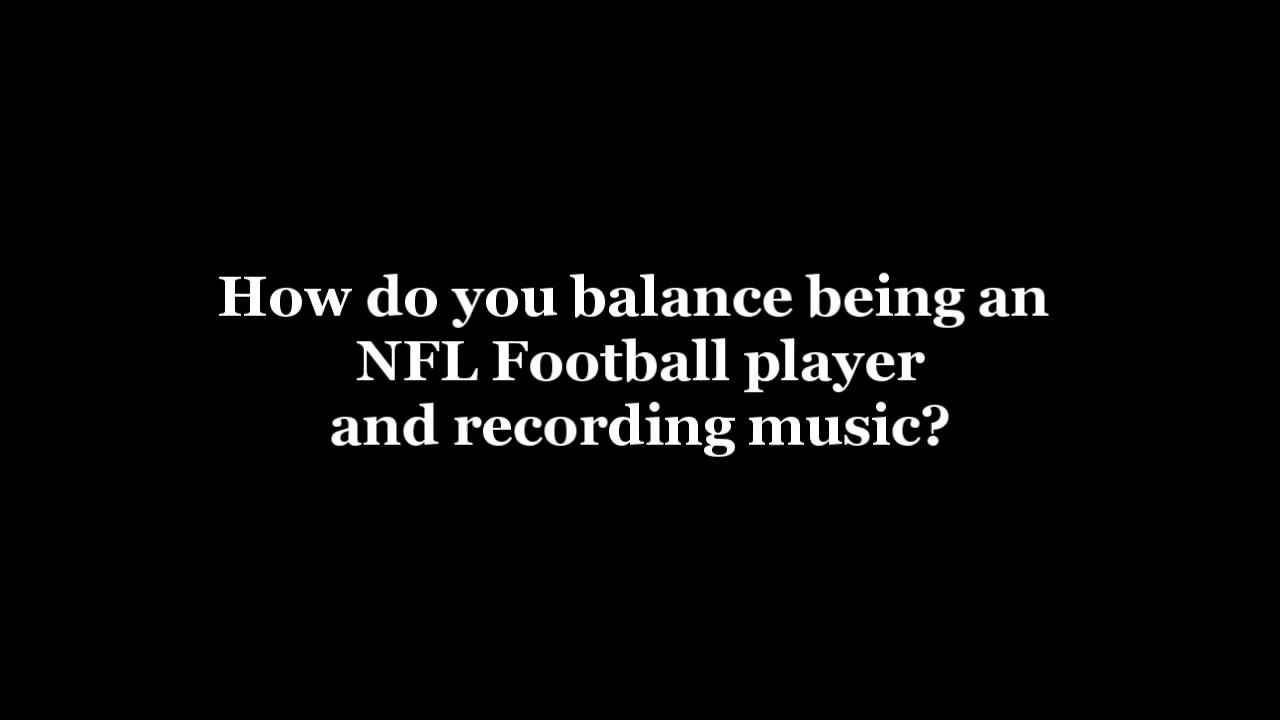 How do you balance being an
NFL Football player
and recording music?